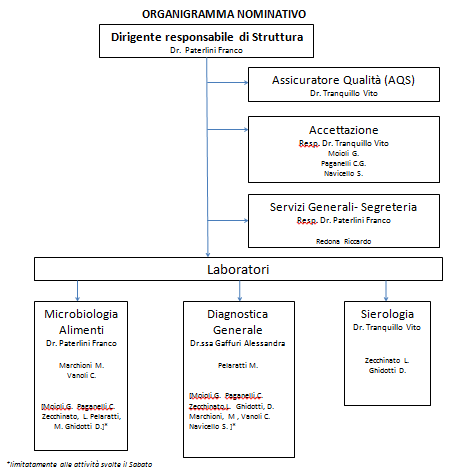 ORGANIGRAMMA NOMINATIVO
Dirigente responsabile di Struttura
Dr. Paterlini Franco
Assicuratore Qualità (AQS)
Dr. Tranquillo Vito
Accettazione
Resp. Dr. Tranquillo Vito
Moioli G.
Paganelli C.G.
Navicello S.
Servizi Generali- Segreteria
Resp. Dr. Paterlini Franco
Redona Riccardo
Laboratori
Microbiologia
Alimenti
Dr. Paterlini Franco
Marchioni M.
Vanoli C.
[Moioli G. Paganelli C.
Zecchinato, L. Pelaratti,
M. Ghidotti D.]*
Diagnostica
Generale
Dr.ssa Gaffuri Alessandra
Pelaratti M.
[Moioli G. Paganelli C.
Zecchinato L. Ghidotti, D.
Marchioni, M , Vanoli C.
Navicello S. ]*
Sierologia
Dr. Tranquillo Vito
Zecchinato L.
Ghidotti D.
*limitatamente alle attività svolte il Sabato